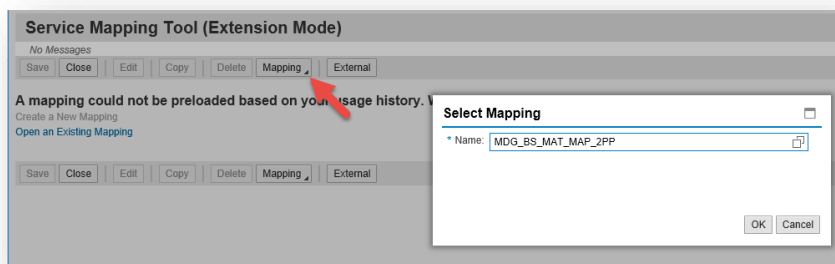 Service Mapping Tool (Extension Mode)
No Messages
Save Close Edit Copy Delete Mapping External
A mapping could not be preloaded based on your usage history.
Create a New Mapping
Open an Existing Mapping
Save Close Edit Copy Delete Mapping External
Select Mapping
* Name: MDG_BS_MAT_MAP_2PP
OK Cancel